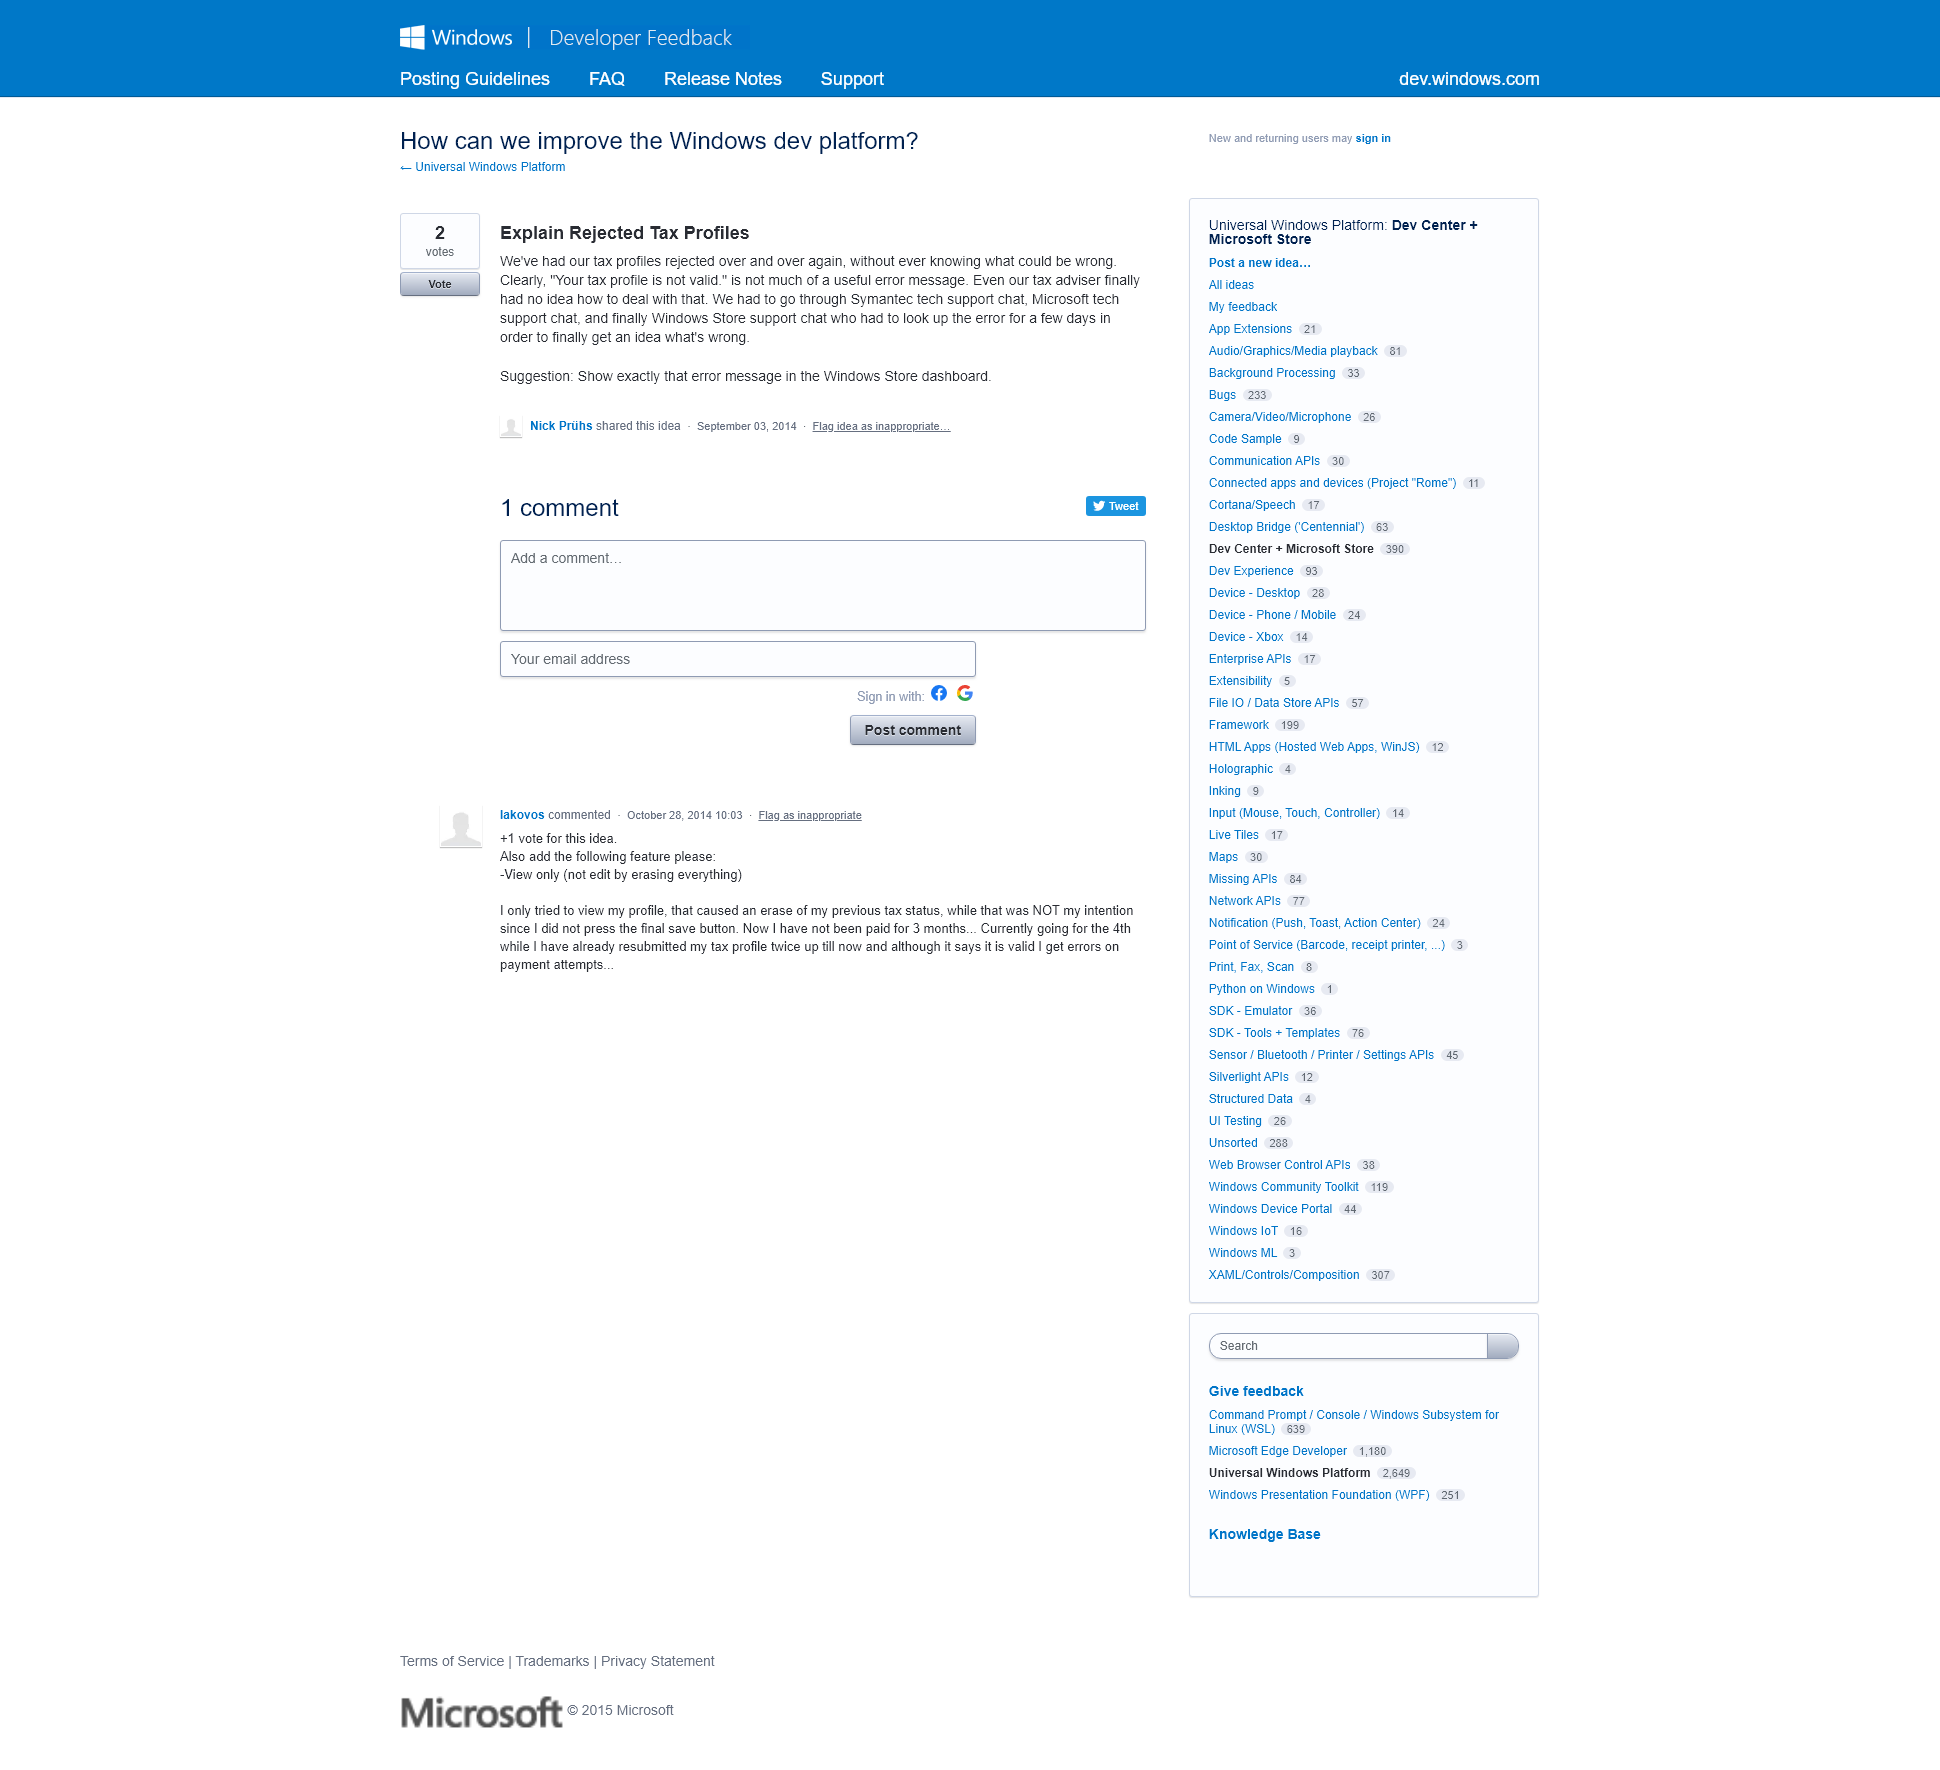 Windows | Developer Feedback
Posting Guidelines FAQ Release Notes Support dev.windows.com
How can we improve the Windows dev platform?
← Universal Windows Platform
New and returning users may sign in
2
votes
Vote
Explain Rejected Tax Profiles
We've had our tax profiles rejected over and over again, without ever knowing what could be wrong.
Clearly, "Your tax profile is not valid." is not much of a useful error message. Even our tax adviser finally
had no idea how to deal with that. We had to go through Symantec tech support chat, Microsoft tech
support chat, and finally Windows Store support chat who had to look up the error for a few days in
order to finally get an idea what's wrong.
Suggestion: Show exactly that error message in the Windows Store dashboard.
Nick Prühs shared this idea · September 03, 2014 · Flag idea as inappropriate…
1 comment
Tweet
Add a comment…
Your email address
Sign in with:
Post comment
Iakovos commented · October 28, 2014 10:03 · Flag as inappropriate
+1 vote for this idea.
Also add the following feature please:
-View only (not edit by erasing everything)
I only tried to view my profile, that caused an erase of my previous tax status, while that was NOT my intention
since I did not press the final save button. Now I have not been paid for 3 months... Currently going for the 4th
while I have already resubmitted my tax profile twice up till now and although it says it is valid I get errors on
payment attempts...
Universal Windows Platform: Dev Center +
Microsoft Store
Post a new idea…
All ideas
My feedback
App Extensions 21
Audio/Graphics/Media playback 81
Background Processing 33
Bugs 233
Camera/Video/Microphone 26
Code Sample 9
Communication APIs 30
Connected apps and devices (Project "Rome") 11
Cortana/Speech 17
Desktop Bridge ('Centennial') 63
Dev Center + Microsoft Store 390
Dev Experience 93
Device - Desktop 28
Device - Phone / Mobile 24
Device - Xbox 14
Enterprise APIs 17
Extensibility 5
File IO / Data Store APIs 57
Framework 199
HTML Apps (Hosted Web Apps, WinJS) 12
Holographic 4
Inking 9
Input (Mouse, Touch, Controller) 14
Live Tiles 17
Maps 30
Missing APIs 84
Network APIs 77
Notification (Push, Toast, Action Center) 24
Point of Service (Barcode, receipt printer, ...) 3
Print, Fax, Scan 8
Python on Windows 1
SDK - Emulator 36
SDK - Tools + Templates 76
Sensor / Bluetooth / Printer / Settings APIs 45
Silverlight APIs 12
Structured Data 4
UI Testing 26
Unsorted 288
Web Browser Control APIs 38
Windows Community Toolkit 119
Windows Device Portal 44
Windows IoT 16
Windows ML 3
XAML/Controls/Composition 307
Search
Give feedback
Command Prompt / Console / Windows Subsystem for
Linux (WSL) 639
Microsoft Edge Developer 1,180
Universal Windows Platform 2,649
Windows Presentation Foundation (WPF) 251
Knowledge Base
Terms of Service | Trademarks | Privacy Statement
Microsoft © 2015 Microsoft